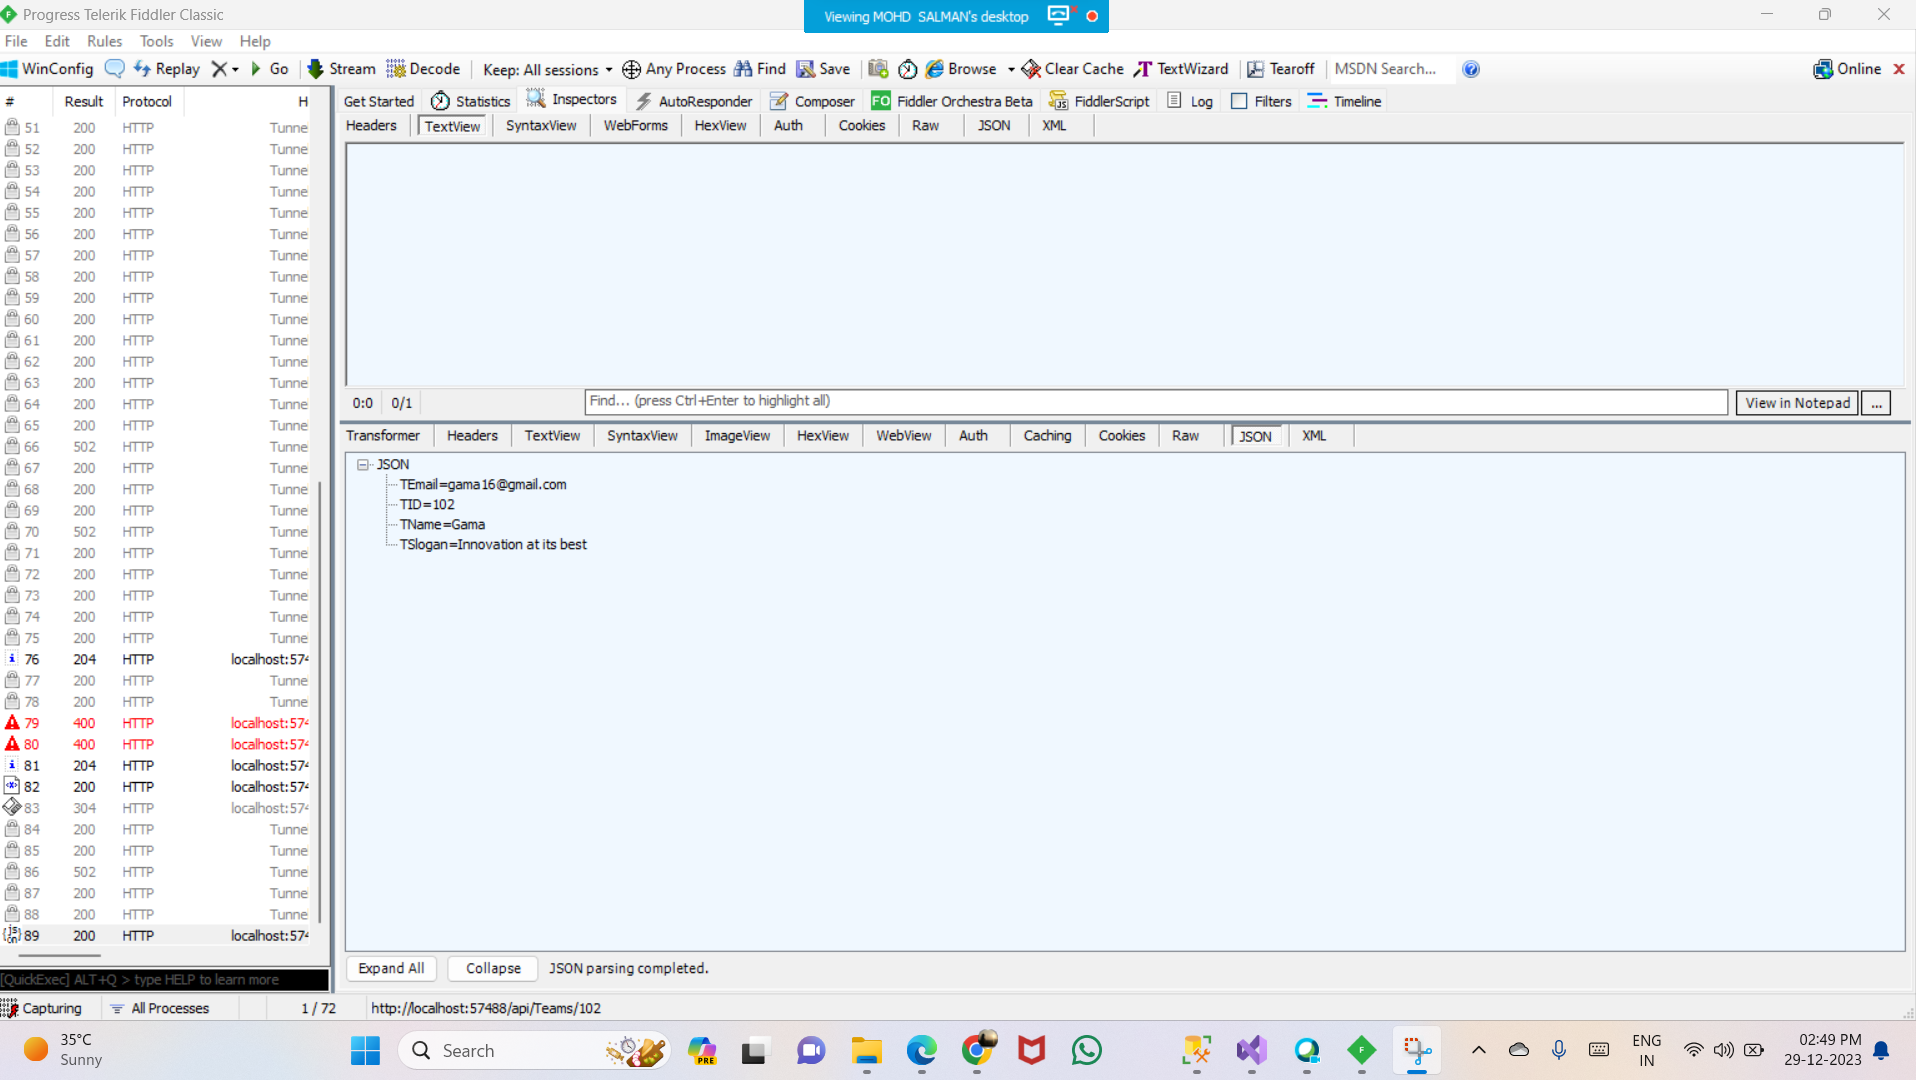 Progress Telerik Fiddler Classic
Viewing MOHD SALMAN's desktop
File Edit Rules Tools View Help
WinConfig Replay Go Stream Decode Keep: All sessions Any Process Find Save Browse Clear Cache TextWizard Tearoff MSDN Search... Online
# Result Protocol H
Get Started Statistics Inspectors AutoResponder Composer FO Fiddler Orchestra Beta FiddlerScript Log Filters Timeline
Headers TextView SyntaxView WebForms HexView Auth Cookies Raw JSON XML
51 200 HTTP Tunne
52 200 HTTP Tunne
53 200 HTTP Tunne
54 200 HTTP Tunne
55 200 HTTP Tunne
56 200 HTTP Tunne
57 200 HTTP Tunne
58 200 HTTP Tunne
59 200 HTTP Tunne
60 200 HTTP Tunne
61 200 HTTP Tunne
62 200 HTTP Tunne
63 200 HTTP Tunne
64 200 HTTP Tunne
65 200 HTTP Tunne
66 502 HTTP Tunne
67 200 HTTP Tunne
68 200 HTTP Tunne
69 200 HTTP Tunne
70 502 HTTP Tunne
71 200 HTTP Tunne
72 200 HTTP Tunne
73 200 HTTP Tunne
74 200 HTTP Tunne
75 200 HTTP Tunne
76 204 HTTP localhost:574
77 200 HTTP Tunne
78 200 HTTP Tunne
79 400 HTTP localhost:574
80 400 HTTP localhost:574
81 204 HTTP localhost:574
82 200 HTTP localhost:574
83 304 HTTP localhost:574
84 200 HTTP Tunne
85 200 HTTP Tunne
86 502 HTTP Tunne
87 200 HTTP Tunne
88 200 HTTP Tunne
89 200 HTTP localhost:574
0:0 0/1 Find... (press Ctrl+Enter to highlight all) View in Notepad ...
Transformer Headers TextView SyntaxView ImageView HexView WebView Auth Caching Cookies Raw JSON XML
JSON
TEmail=gama16@gmail.com
TID=102
TName=Gama
TSlogan=Innovation at its best
Expand All Collapse JSON parsing completed.
[QuickExec] ALT+Q > type HELP to learn more
Capturing All Processes 1 / 72 http://localhost:57488/api/Teams/102
35°C
Sunny
Search
PRE
ENG
IN
02:49 PM
29-12-2023